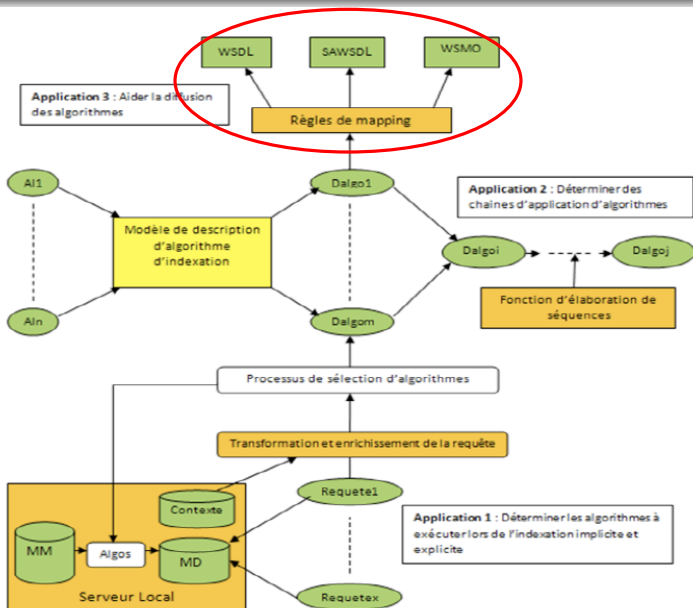 WSDL
SAWSDL
WSMO
Application 3 : Aider la diffusion
des algorithmes
Règles de mapping
AI1
Dalgo1
Application 2 : Déterminer des
chaines d'application d'algorithmes
Modèle de description
d'algorithme
d'indexation
Dalgoi
Dalgoj
AIn
Dalgom
Fonction d'élaboration de
séquences
Processus de sélection d'algorithmes
Transformation et enrichissement de la requête
Contexte
Requete1
MM
Algos
MD
Application 1 : Déterminer les algorithmes à
exécuter lors de l'indexation implicite et
explicite
Serveur Local
Requetex